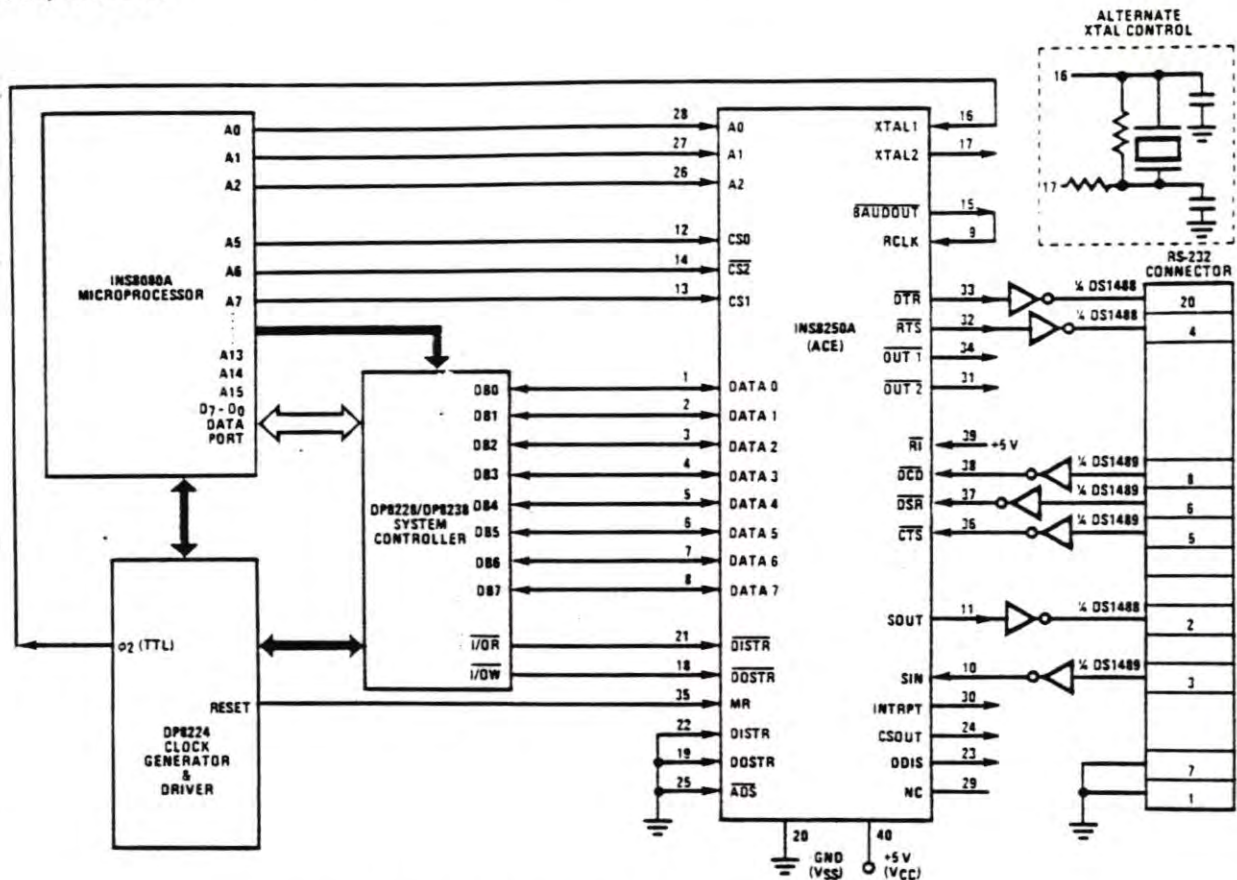 ALTERNATE
XTAL CONTROL
16
17
INS8080A
MICROPROCESSOR
A0
A1
A2
A5
A6
A7
A13
A14
A15
D7 - D0
DATA
PORT
28
27
26
12
14
13
A0
A1
A2
CS0
CS2
CS1
INS8250A
(ACE)
XTAL1
XTAL2
BAUDOUT
RCLK
DTR
RTS
OUT 1
OUT 2
RI
DCD
DSR
CTS
SOUT
SIN
INTRPT
CSOUT
DDIS
NC
16
17
15
9
33
32
34
31
39
+5 V
38
37
36
11
10
30
24
23
29
¼ DS1488
¼ DS1488
¼ DS1489
¼ DS1489
¼ DS1489
¼ DS1488
¼ DS1489
RS-232
CONNECTOR
20
4
8
6
5
2
3
7
1
DP8228/DP8238
SYSTEM
CONTROLLER
DB0
DB1
DB2
DB3
DB4
DB5
DB6
DB7
I/OR
I/OW
1
2
3
4
5
6
7
8
21
18
35
22
19
25
DATA 0
DATA 1
DATA 2
DATA 3
DATA 4
DATA 5
DATA 6
DATA 7
DISTR
DOSTR
MR
DISTR
DOSTR
ADS
φ2 (TTL)
RESET
DP8224
CLOCK
GENERATOR
&
DRIVER
20
GND
(VSS)
40
+5 V
(VCC)